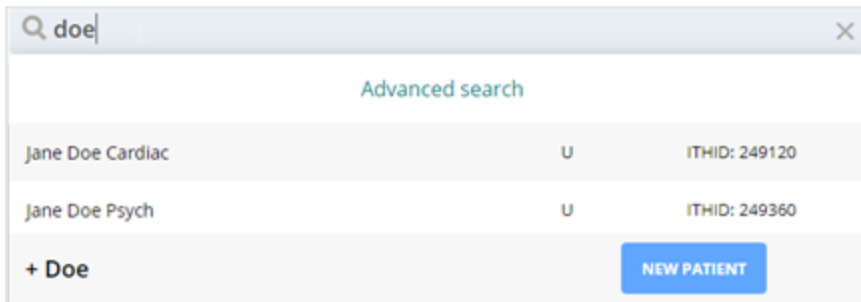 doe
Advanced search
Jane Doe Cardiac U ITHID: 249120
Jane Doe Psych U ITHID: 249360
+ Doe NEW PATIENT